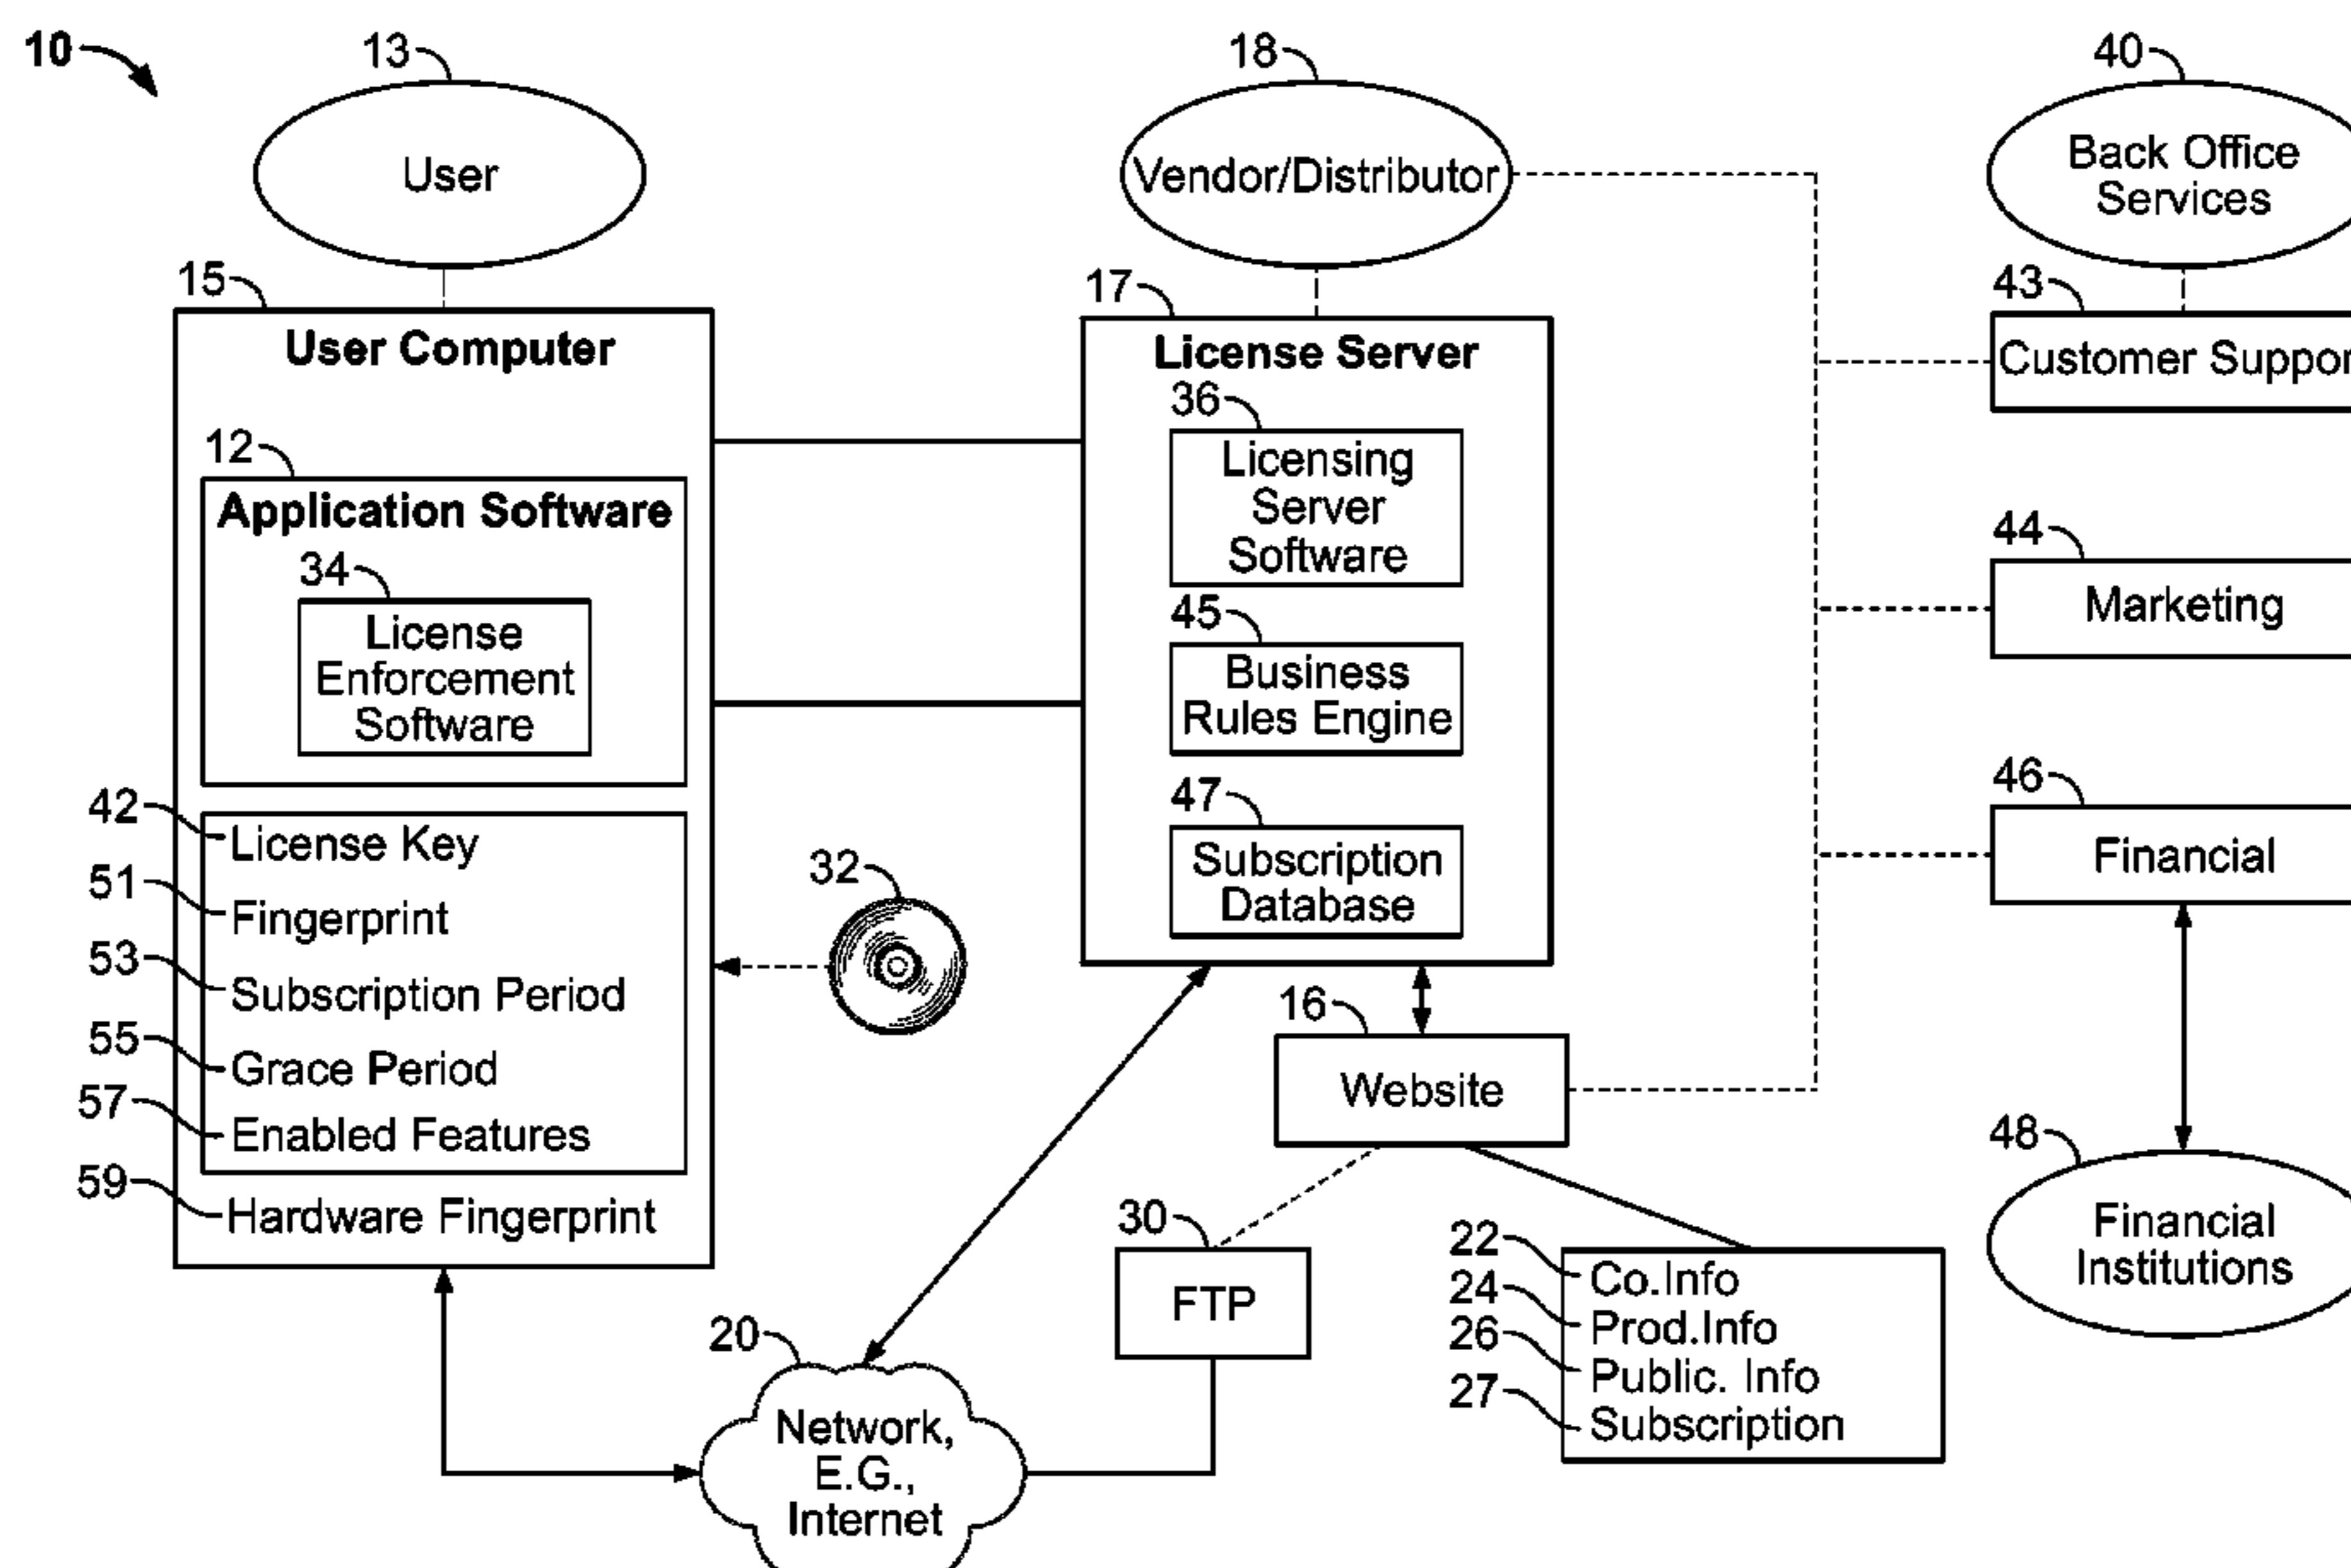 10
13
User
18
Vendor/Distributor
40
Back Office
Services
15
User Computer
12
Application Software
34
License
Enforcement
Software
42
License Key
51
Fingerprint
53
Subscription Period
55
Grace Period
57
Enabled Features
59
Hardware Fingerprint
32
17
License Server
36
Licensing
Server
Software
45
Business
Rules Engine
47
Subscription
Database
16
Website
30
FTP
20
Network,
E.G.,
Internet
22
Co.Info
24
Prod.Info
26
Public. Info
27
Subscription
43
Customer Suppor
44
Marketing
46
Financial
48
Financial
Institutions